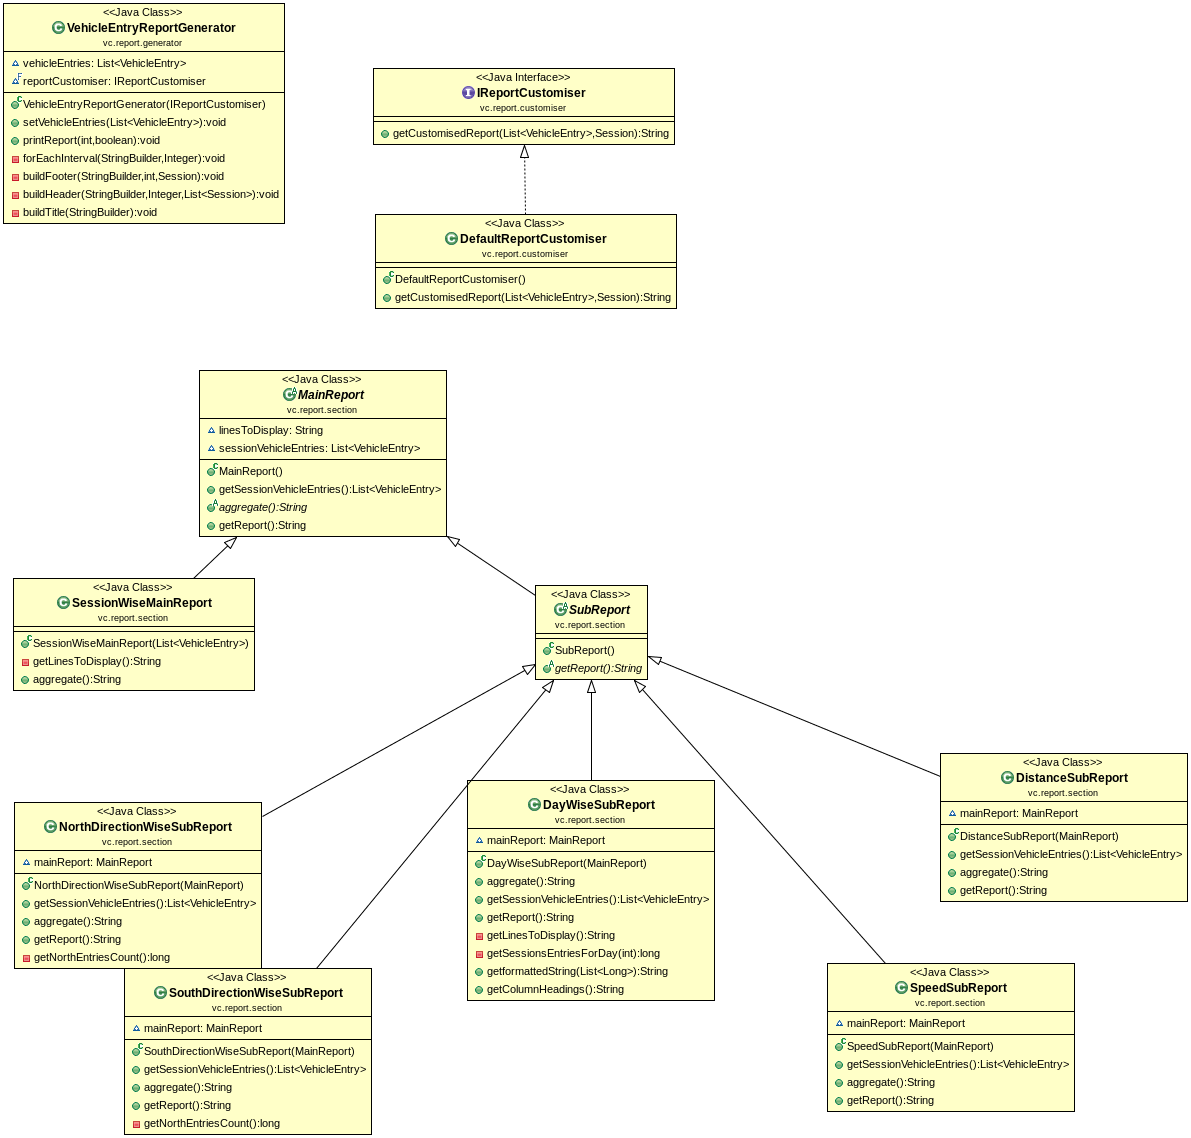 <<Java Class>>
VehicleEntryReportGenerator
vc.report.generator
vehicleEntries: List<VehicleEntry>
reportCustomiser: IReportCustomiser
VehicleEntryReportGenerator(IReportCustomiser)
setVehicleEntries(List<VehicleEntry>):void
printReport(int,boolean):void
forEachInterval(StringBuilder,Integer):void
buildFooter(StringBuilder,int,Session):void
buildHeader(StringBuilder,Integer,List<Session>):void
buildTitle(StringBuilder):void
<<Java Interface>>
IReportCustomiser
vc.report.customiser
getCustomisedReport(List<VehicleEntry>,Session):String
<<Java Class>>
DefaultReportCustomiser
vc.report.customiser
DefaultReportCustomiser()
getCustomisedReport(List<VehicleEntry>,Session):String
<<Java Class>>
MainReport
vc.report.section
linesToDisplay: String
sessionVehicleEntries: List<VehicleEntry>
MainReport()
getSessionVehicleEntries():List<VehicleEntry>
aggregate():String
getReport():String
<<Java Class>>
SessionWiseMainReport
vc.report.section
SessionWiseMainReport(List<VehicleEntry>)
getLinesToDisplay():String
aggregate():String
<<Java Class>>
SubReport
vc.report.section
SubReport()
getReport():String
<<Java Class>>
NorthDirectionWiseSubReport
vc.report.section
mainReport: MainReport
NorthDirectionWiseSubReport(MainReport)
getSessionVehicleEntries():List<VehicleEntry>
aggregate():String
getReport():String
getNorthEntriesCount():long
<<Java Class>>
SouthDirectionWiseSubReport
vc.report.section
mainReport: MainReport
SouthDirectionWiseSubReport(MainReport)
getSessionVehicleEntries():List<VehicleEntry>
aggregate():String
getReport():String
getNorthEntriesCount():long
<<Java Class>>
DayWiseSubReport
vc.report.section
mainReport: MainReport
DayWiseSubReport(MainReport)
aggregate():String
getSessionVehicleEntries():List<VehicleEntry>
getReport():String
getLinesToDisplay():String
getSessionsEntriesForDay(int):long
getformattedString(List<Long>):String
getColumnHeadings():String
<<Java Class>>
SpeedSubReport
vc.report.section
mainReport: MainReport
SpeedSubReport(MainReport)
getSessionVehicleEntries():List<VehicleEntry>
aggregate():String
getReport():String
<<Java Class>>
DistanceSubReport
vc.report.section
mainReport: MainReport
DistanceSubReport(MainReport)
getSessionVehicleEntries():List<VehicleEntry>
aggregate():String
getReport():String